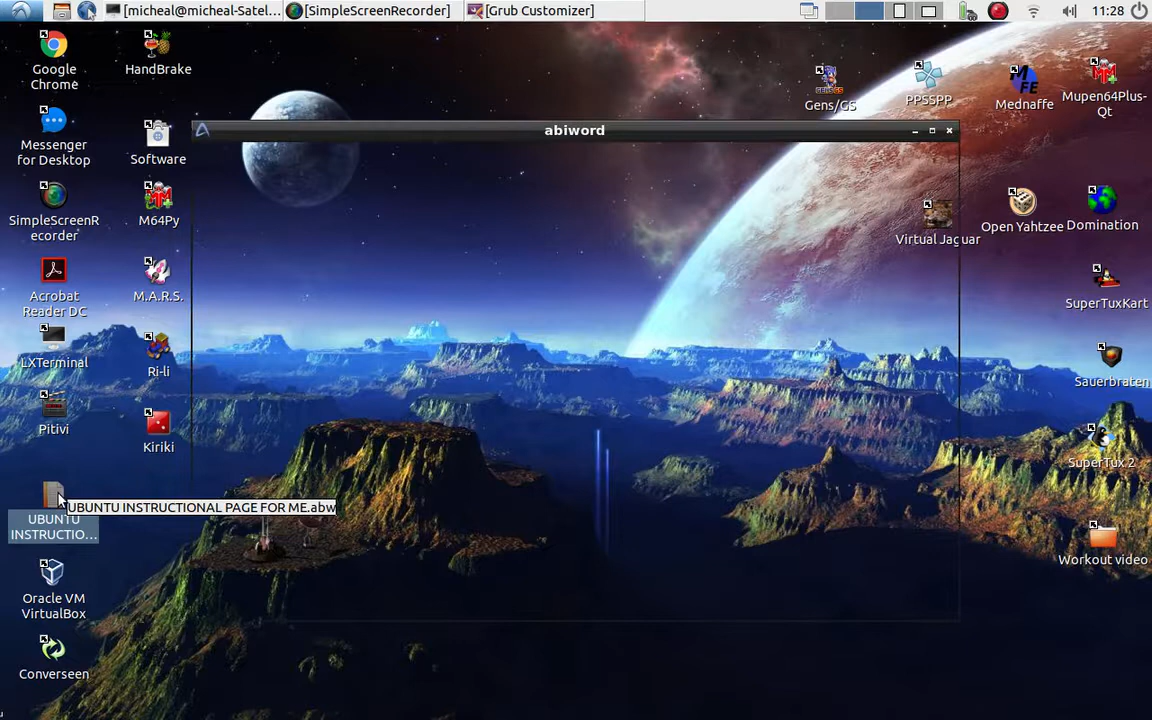 [micheal@micheal-Satel...
[SimpleScreenRecorder]
[Grub Customizer]
11:28
Google
Chrome
HandBrake
Messenger
for Desktop
Software
SimpleScreenR
ecorder
M64Py
Acrobat
Reader DC
M.A.R.S.
LXTerminal
Ri-li
Pitivi
Kiriki
UBUNTU
INSTRUCTIO...
UBUNTU INSTRUCTIONAL PAGE FOR ME.abw
Oracle VM
VirtualBox
Converseen
abiword
Gens/GS
PPSSPP
Mednaffe
Mupen64Plus-
Qt
Virtual Jaguar
Open Yahtzee
Domination
SuperTuxKart
Sauerbraten
SuperTux 2
Workout video